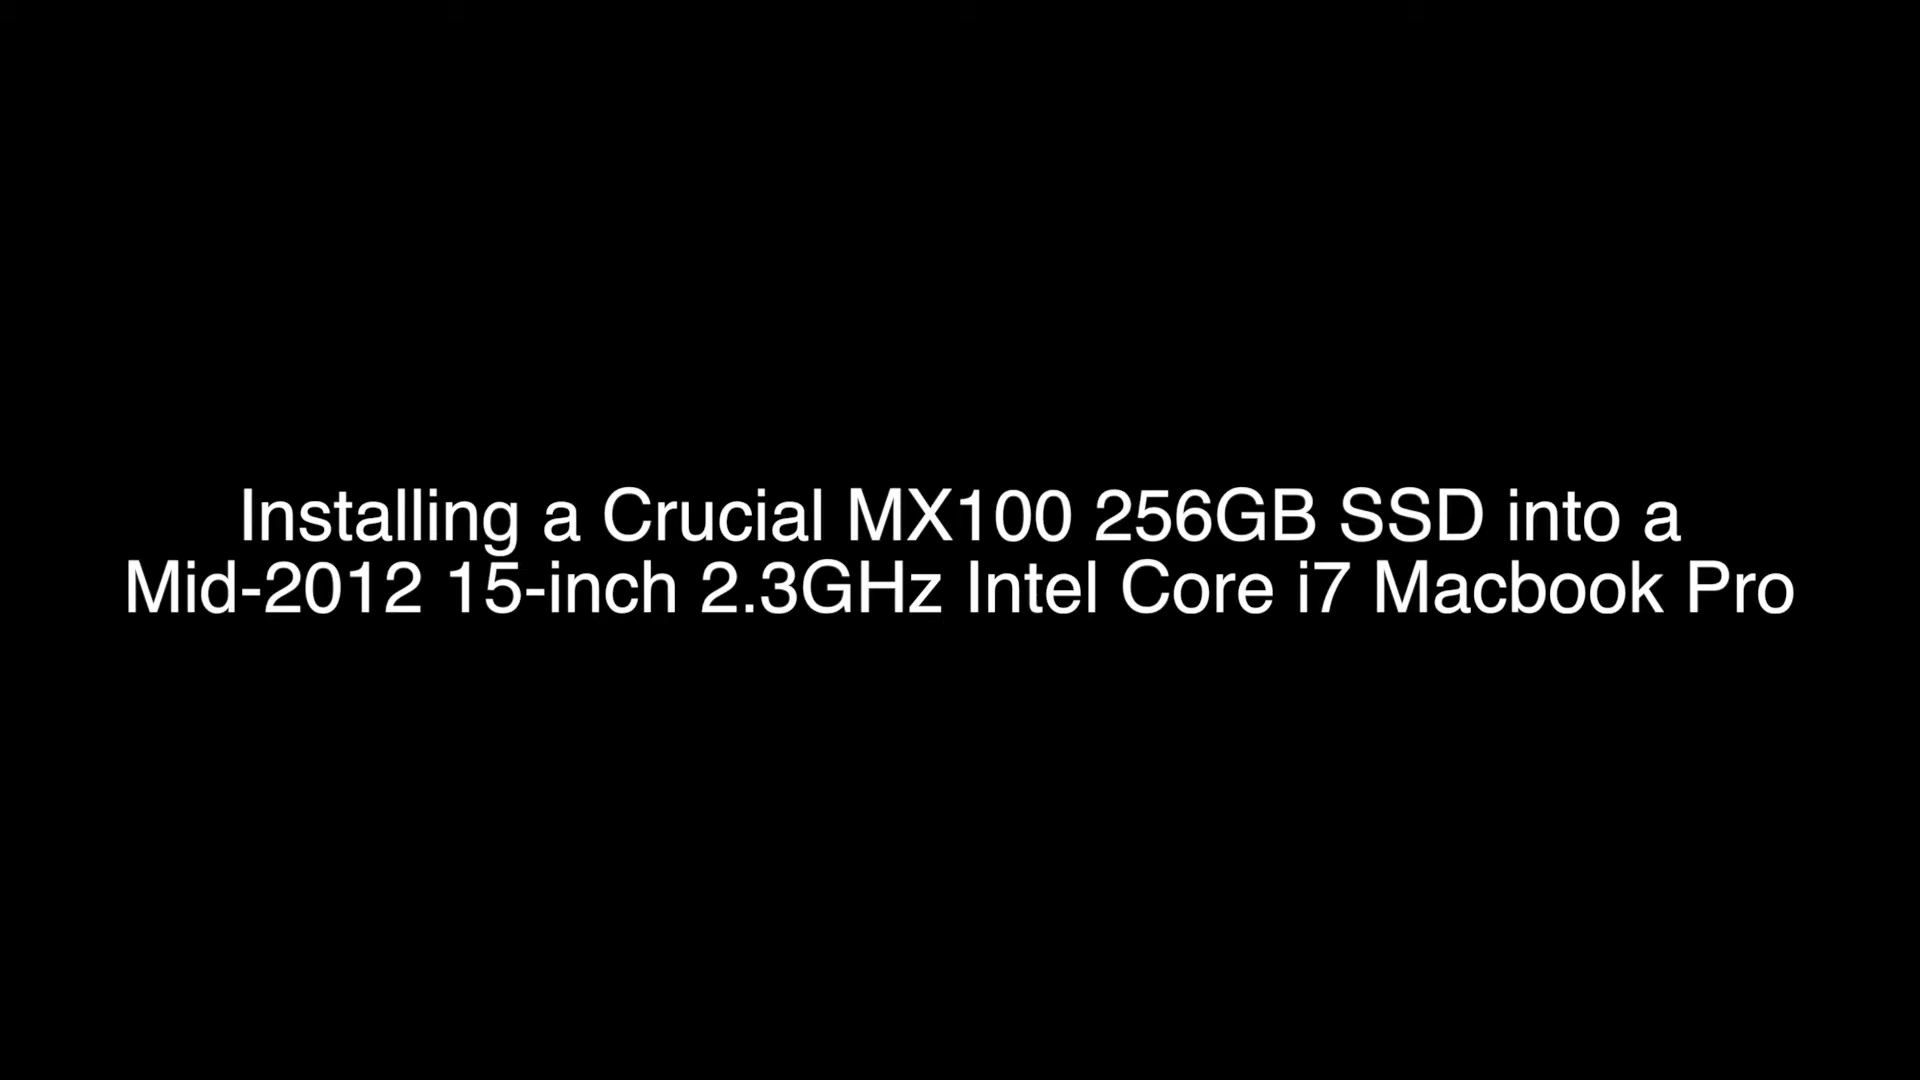 Installing a Crucial MX100 256GB SSD into a
Mid-2012 15-inch 2.3GHz Intel Core i7 Macbook Pro